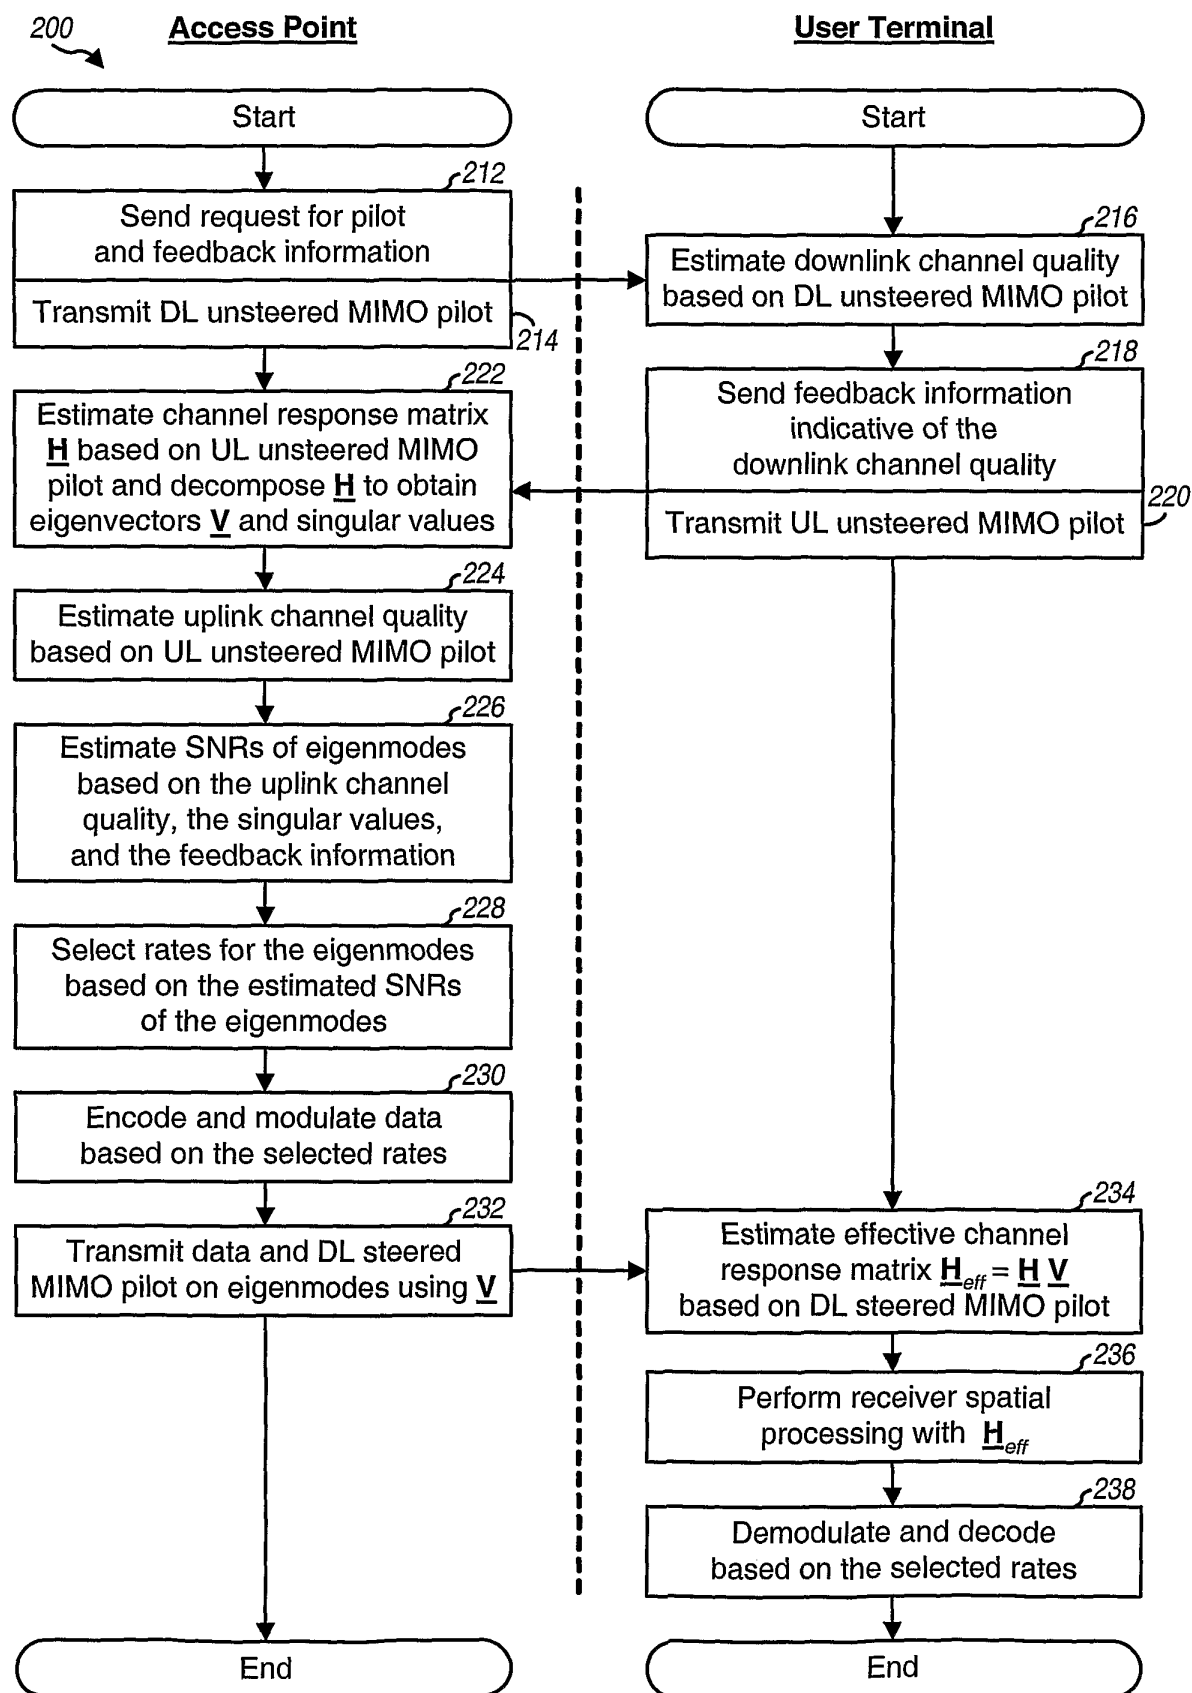 200
Access Point
Start
212
Send request for pilot
and feedback information
Transmit DL unsteered MIMO pilot
214
222
Estimate channel response matrix
H based on UL unsteered MIMO
pilot and decompose H to obtain
eigenvectors V and singular values
224
Estimate uplink channel quality
based on UL unsteered MIMO pilot
226
Estimate SNRs of eigenmodes
based on the uplink channel
quality, the singular values,
and the feedback information
228
Select rates for the eigenmodes
based on the estimated SNRs
of the eigenmodes
230
Encode and modulate data
based on the selected rates
232
Transmit data and DL steered
MIMO pilot on eigenmodes using V
End
User Terminal
Start
216
Estimate downlink channel quality
based on DL unsteered MIMO pilot
218
Send feedback information
indicative of the
downlink channel quality
220
Transmit UL unsteered MIMO pilot
234
Estimate effective channel
response matrix Heff = H V
based on DL steered MIMO pilot
236
Perform receiver spatial
processing with Heff
238
Demodulate and decode
based on the selected rates
End